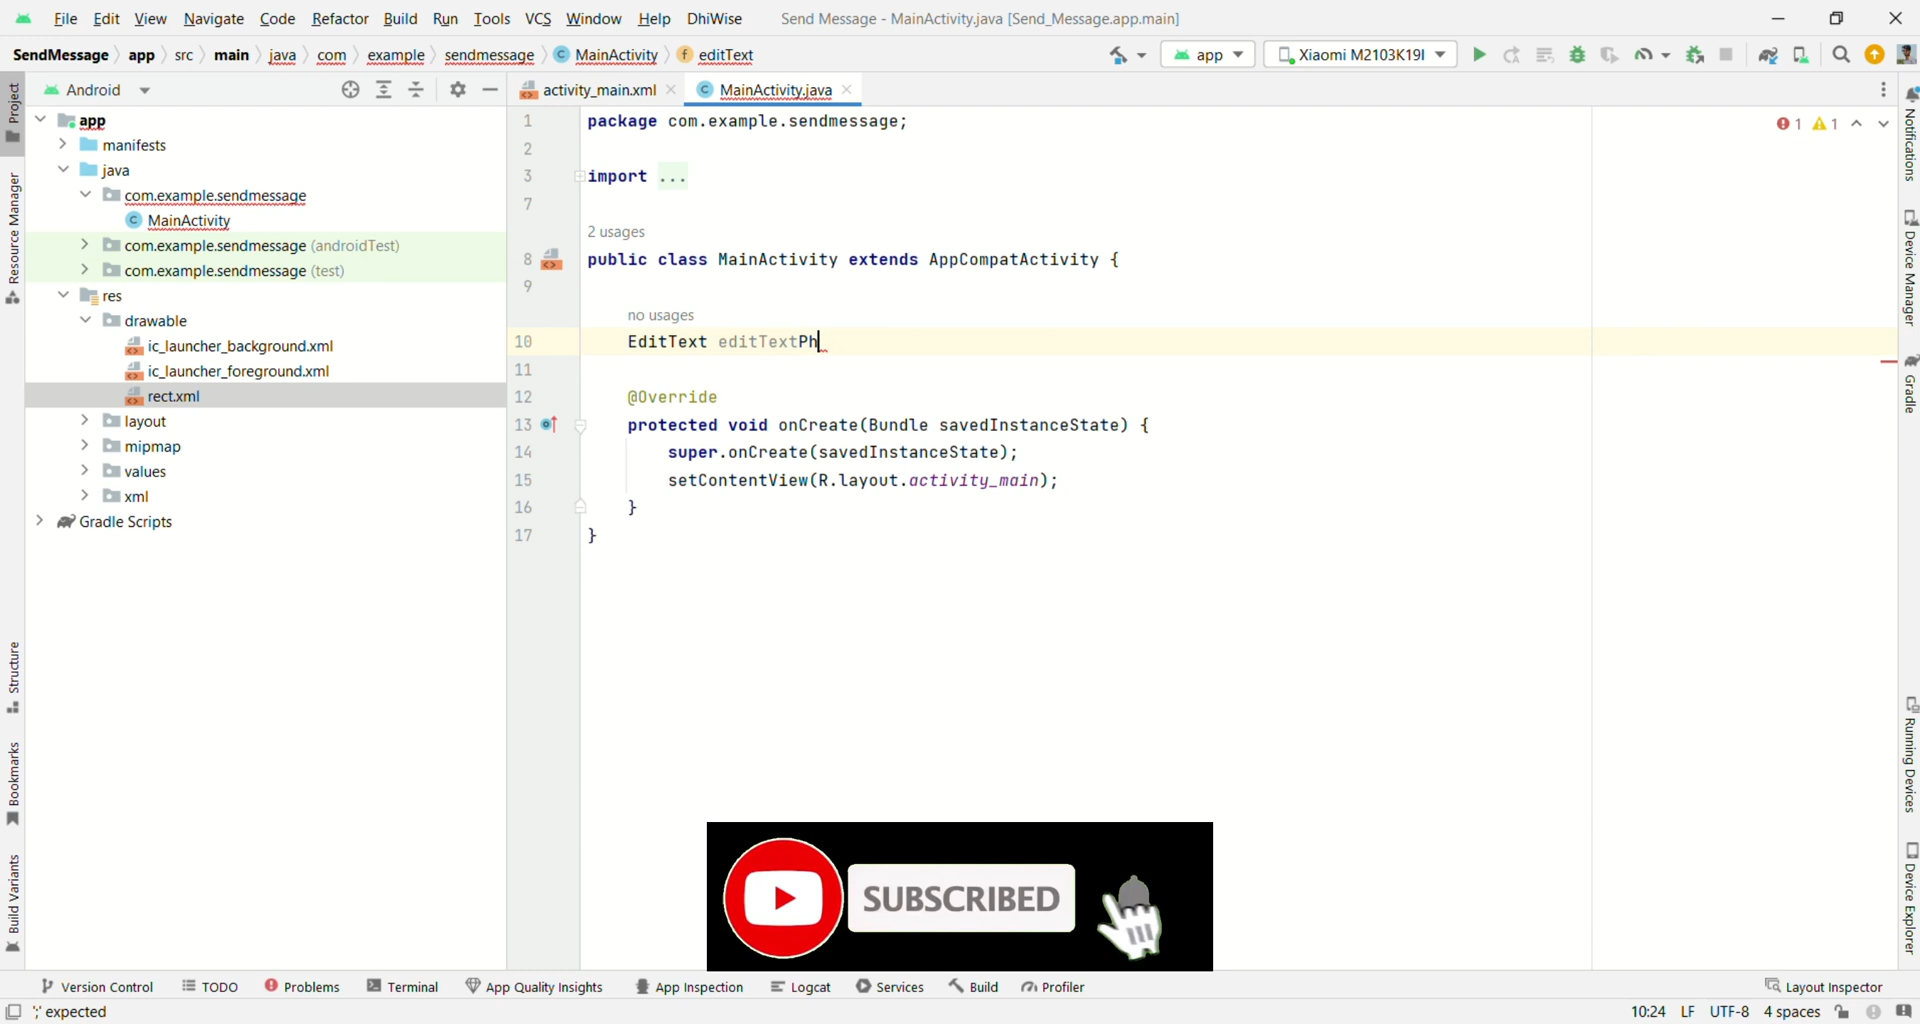 File Edit View Navigate Code Refactor Build Run Tools VCS Window Help DhiWise Send Message - MainActivity.java [Send_Message.app.main]
SendMessage app src main java com example sendmessage MainActivity editText app Xiaomi M2103K19I
Android activity_main.xml MainActivity.java
Project
Resource Manager
Structure
Bookmarks
Build Variants
app
manifests
java
com.example.sendmessage
MainActivity
com.example.sendmessage (androidTest)
com.example.sendmessage (test)
res
drawable
ic_launcher_background.xml
ic_launcher_foreground.xml
rect.xml
layout
mipmap
values
xml
Gradle Scripts
1 package com.example.sendmessage;
2
3 import ...
7
2 usages
8 public class MainActivity extends AppCompatActivity {
9
no usages
10 EditText editTextPh
11
12 @Override
13 protected void onCreate(Bundle savedInstanceState) {
14 super.onCreate(savedInstanceState);
15 setContentView(R.layout.activity_main);
16 }
17 }
1 1
Notifications
Device Manager
Gradle
Running Devices
Device Explorer
SUBSCRIBED
Version Control TODO Problems Terminal App Quality Insights App Inspection Logcat Services Build Profiler Layout Inspector
';' expected 10:24 LF UTF-8 4 spaces